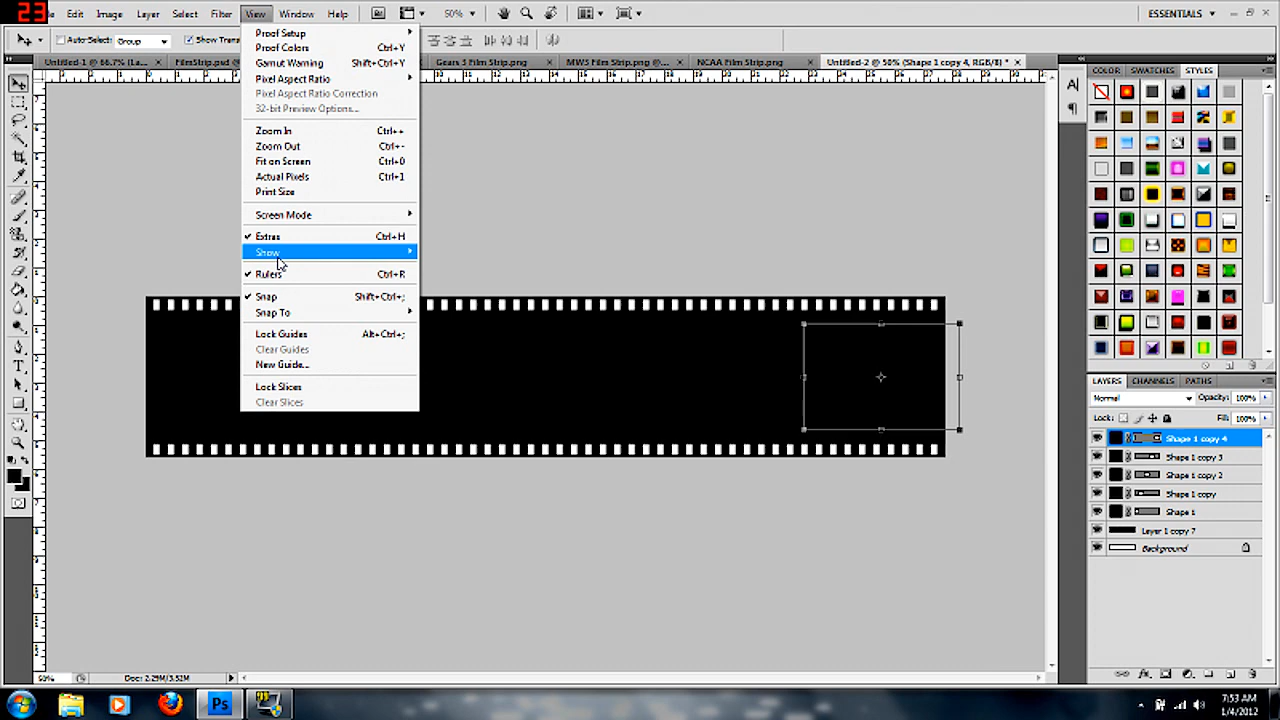 23
Edit Image Layer Select Filter View Window Help 50% ESSENTIALS
Auto-Select: Group Show Trans
Untitled-1 @ 66.7% (La... FilmStrip.psd @ Gears 3 Film Strip.png MW3 Film Strip.png @... NCAA Film Strip.png Untitled-2 @ 50% (Shape 1 copy 4, RGB/8) *
Proof Setup
Proof Colors Ctrl+Y
Gamut Warning Shift+Ctrl+Y
Pixel Aspect Ratio
Pixel Aspect Ratio Correction
32-bit Preview Options...
Zoom In Ctrl++
Zoom Out Ctrl+-
Fit on Screen Ctrl+0
Actual Pixels Ctrl+1
Print Size
Screen Mode
Extras Ctrl+H
Show
Rulers Ctrl+R
Snap Shift+Ctrl+;
Snap To
Lock Guides Alt+Ctrl+;
Clear Guides
New Guide...
Lock Slices
Clear Slices
COLOR SWATCHES STYLES
LAYERS CHANNELS PATHS
Normal Opacity: 100%
Lock: Fill: 100%
Shape 1 copy 4
Shape 1 copy 3
Shape 1 copy 2
Shape 1 copy
Shape 1
Layer 1 copy 7
Background
50% Doc: 2.29M/3.52M
Ps
7:53 AM
1/4/2012